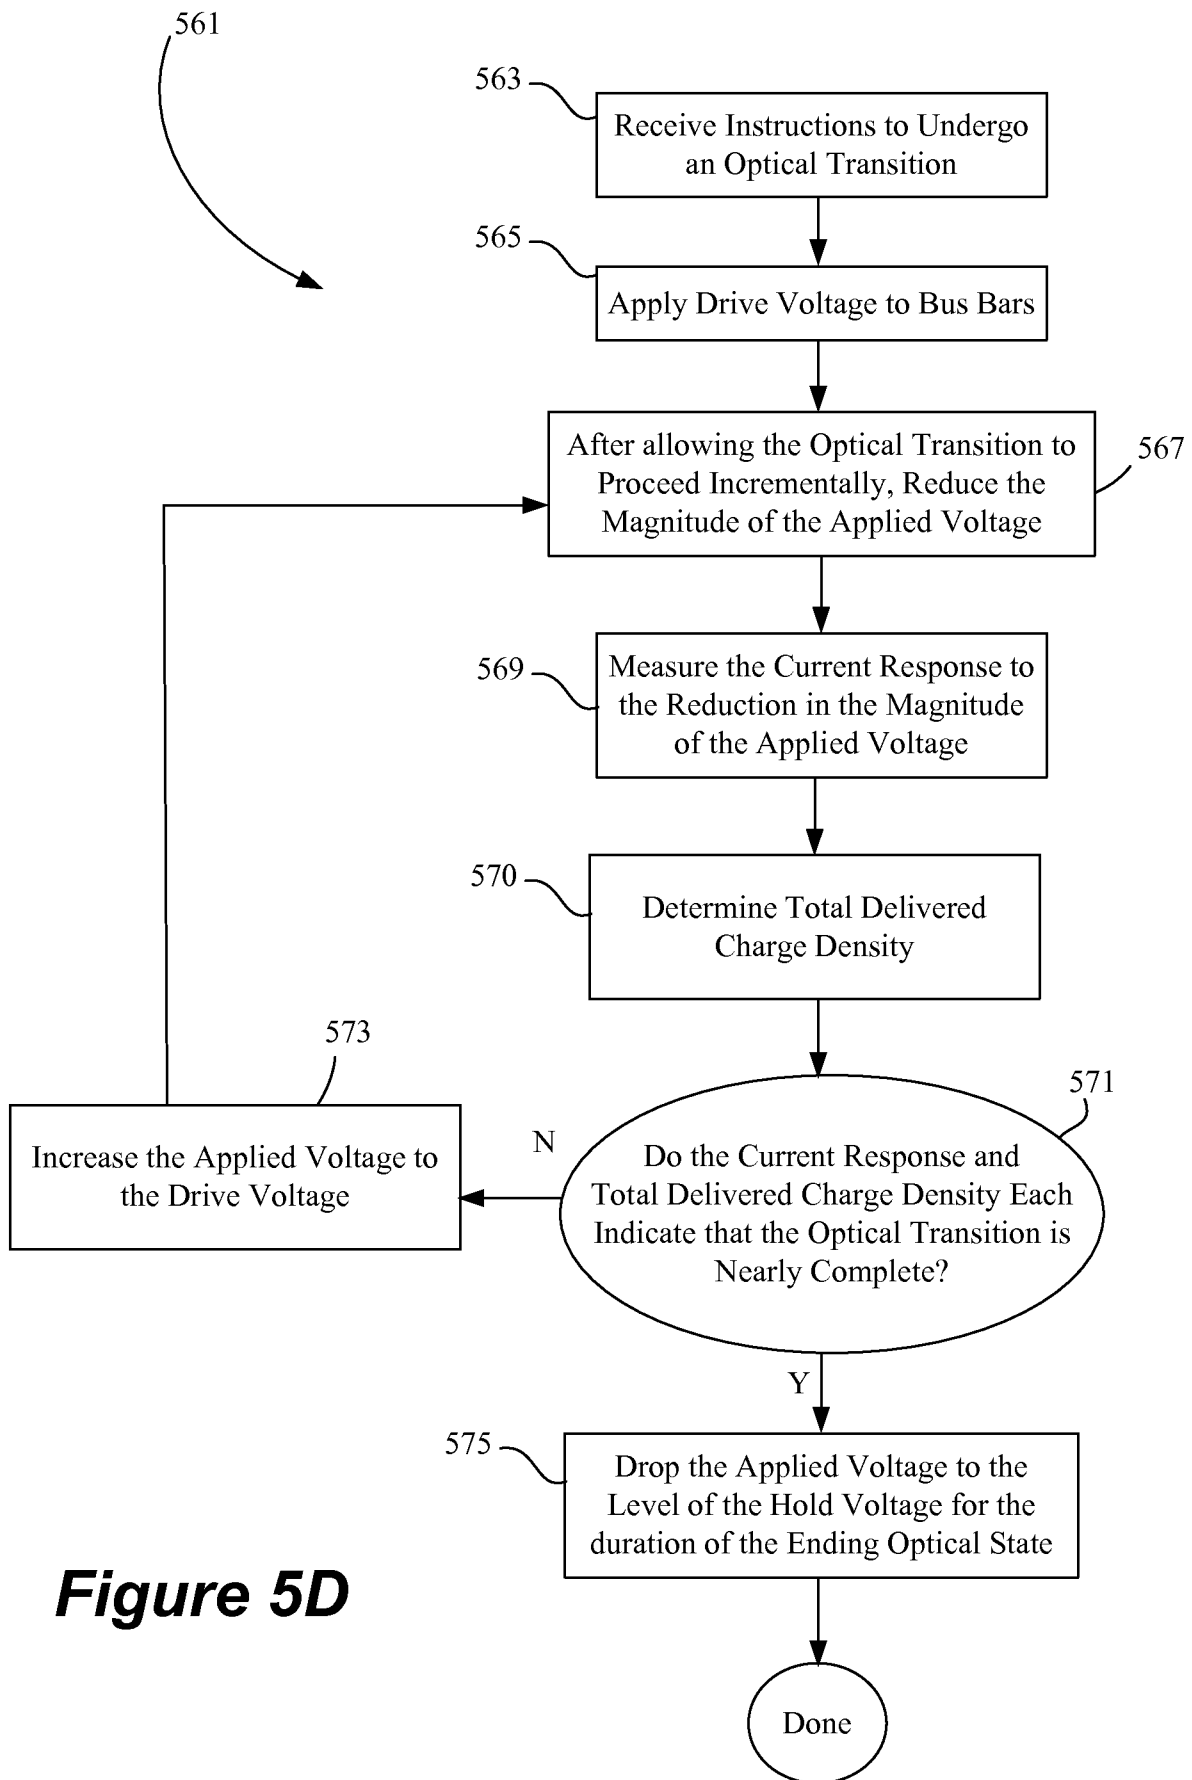 561
563
Receive Instructions to Undergo
an Optical Transition
565
Apply Drive Voltage to Bus Bars
After allowing the Optical Transition to
Proceed Incrementally, Reduce the
Magnitude of the Applied Voltage
567
569
Measure the Current Response to
the Reduction in the Magnitude
of the Applied Voltage
570
Determine Total Delivered
Charge Density
573
Increase the Applied Voltage to
the Drive Voltage
N
571
Do the Current Response and
Total Delivered Charge Density Each
Indicate that the Optical Transition is
Nearly Complete?
Y
575
Drop the Applied Voltage to the
Level of the Hold Voltage for the
duration of the Ending Optical State
Figure 5D
Done